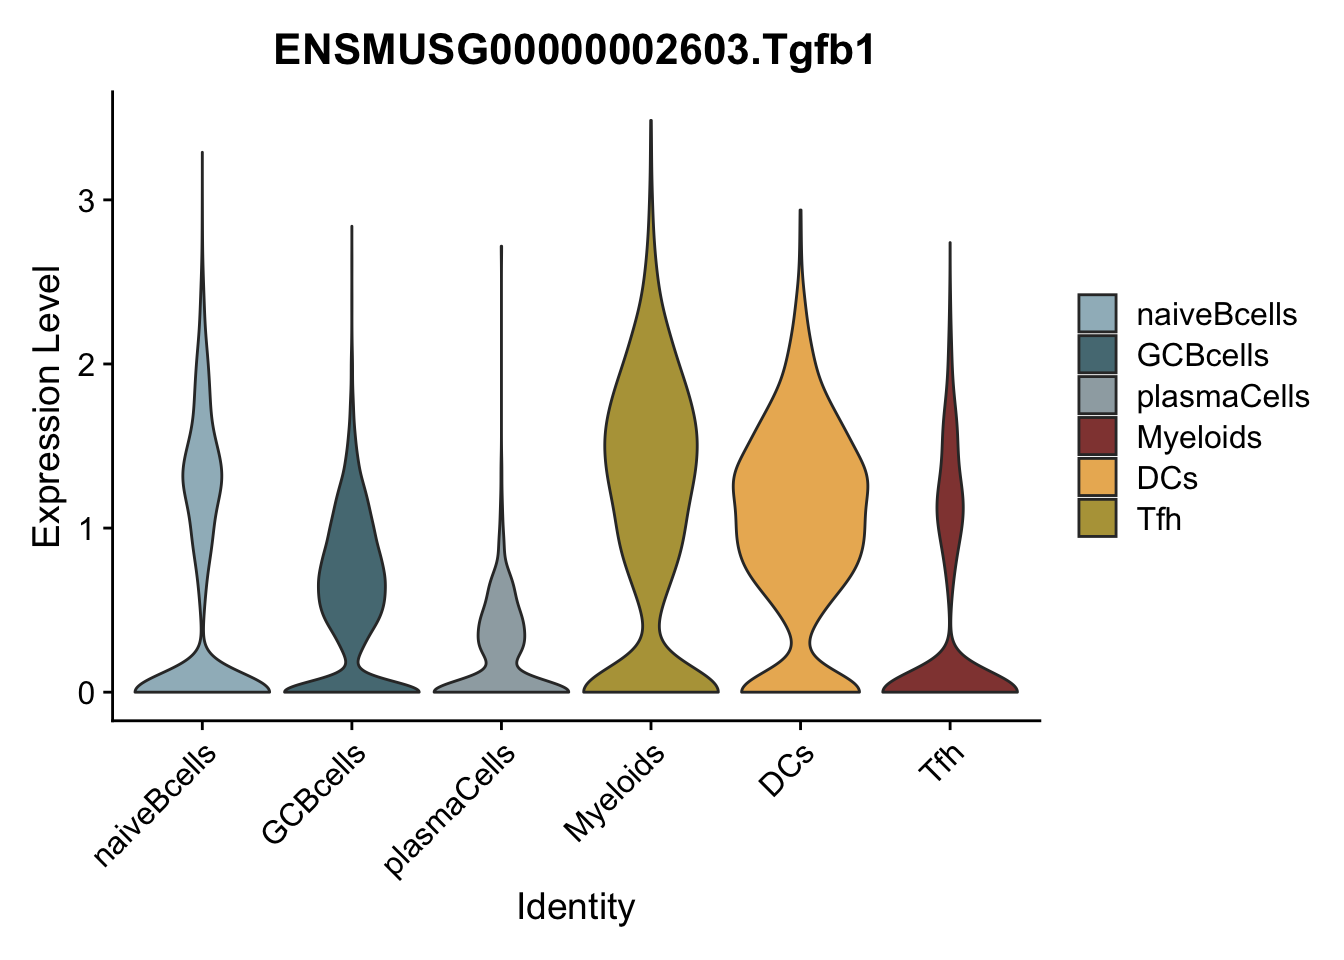 ENSMUSG00000002603.Tgfb1
Expression Level
3
2
1
0
naiveBcells
GCBcells
plasmaCells
Myeloids
DCs
Tfh
Identity
naiveBcells
GCBcells
plasmaCells
Myeloids
DCs
Tfh